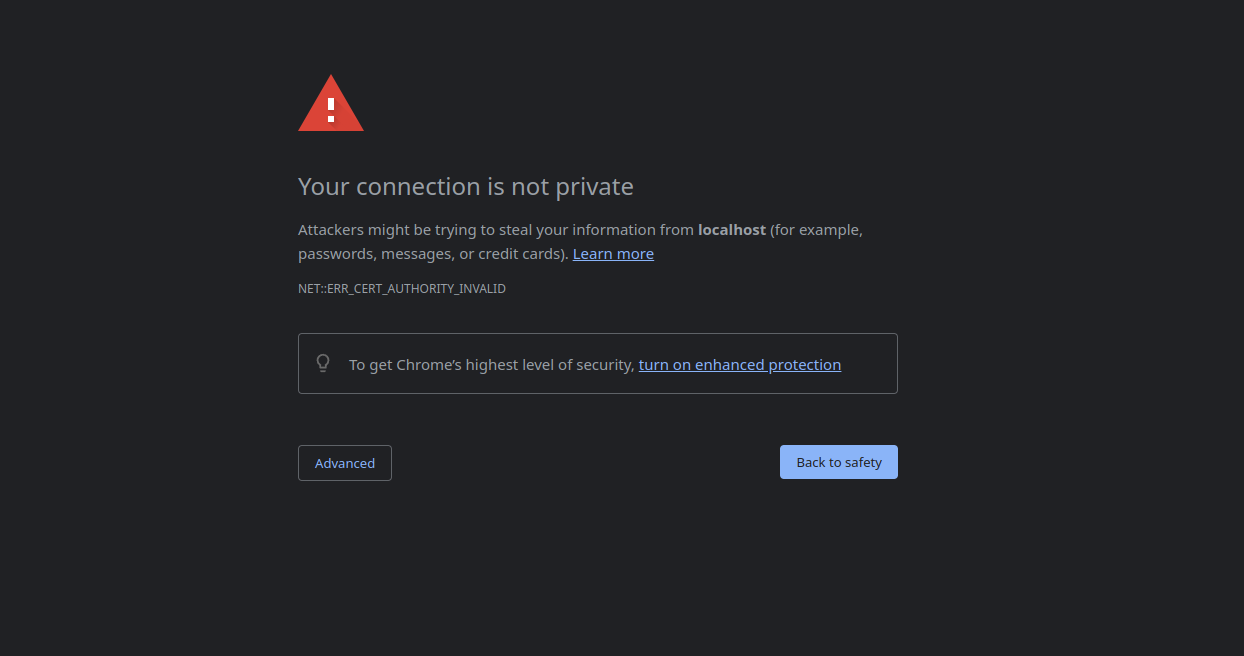 Your connection is not private
Attackers might be trying to steal your information from localhost (for example,
passwords, messages, or credit cards). Learn more
NET::ERR_CERT_AUTHORITY_INVALID
To get Chrome’s highest level of security, turn on enhanced protection
Advanced
Back to safety